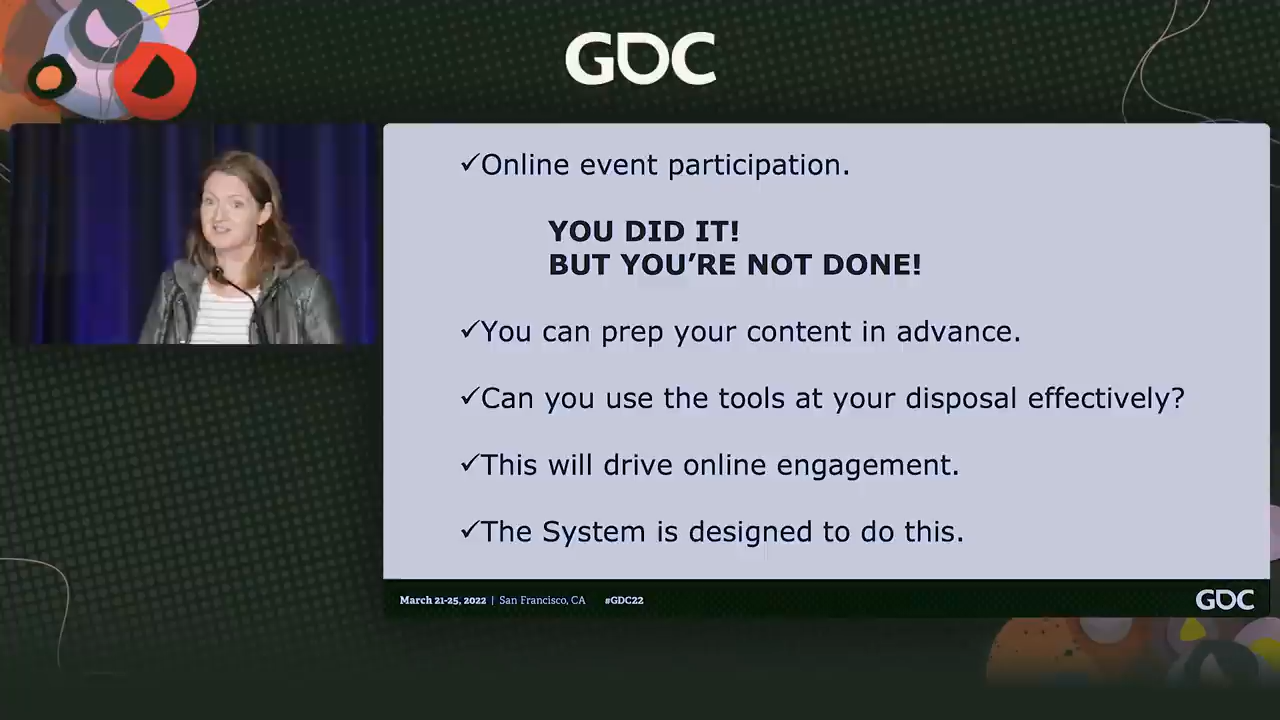 GDC
✓Online event participation.
YOU DID IT!
BUT YOU’RE NOT DONE!
✓You can prep your content in advance.
✓Can you use the tools at your disposal effectively?
✓This will drive online engagement.
✓The System is designed to do this.
March 21-25, 2022 | San Francisco, CA #GDC22
GDC